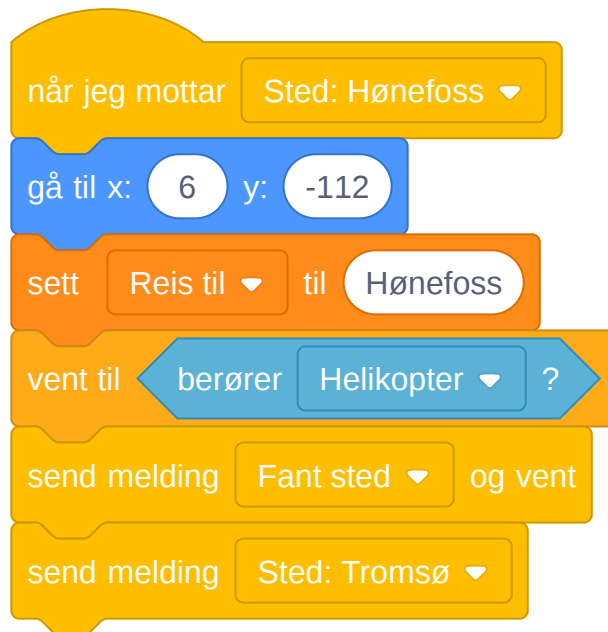 når jeg mottar Sted: Hønefoss
gå til x: 6 y: -112
sett Reis til til Hønefoss
vent til berører Helikopter ?
send melding Fant sted og vent
send melding Sted: Tromsø